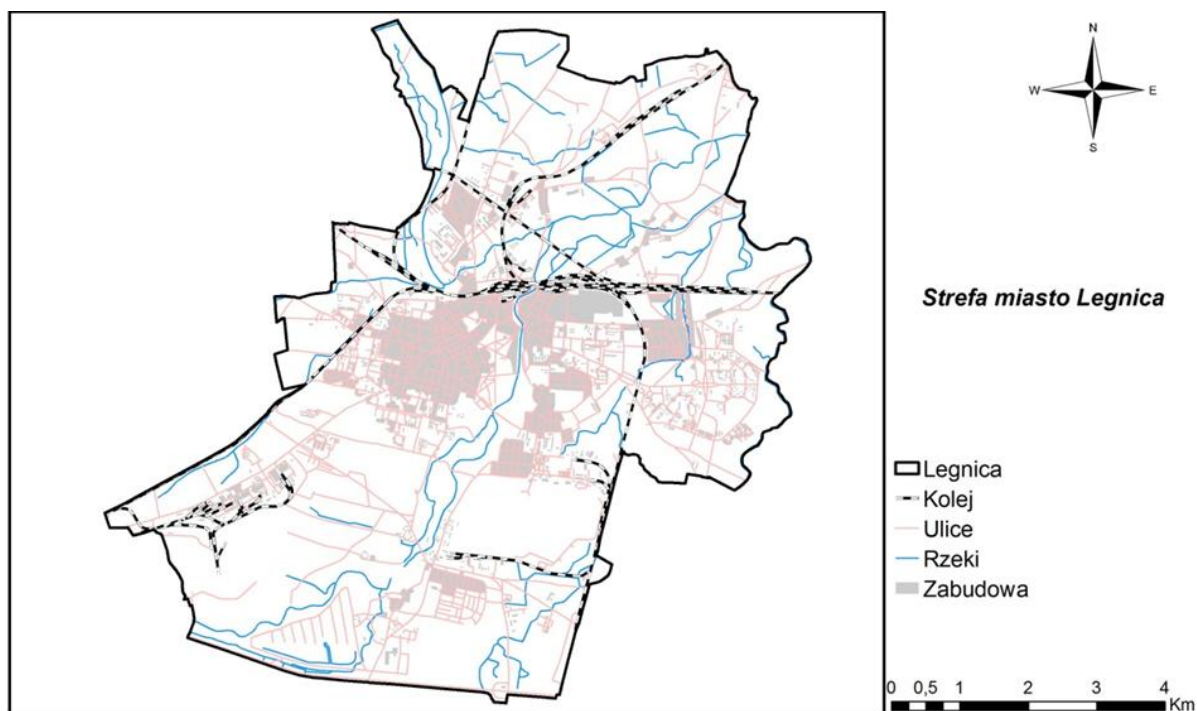 N
W E
S
Strefa miasto Legnica
Legnica
Kolej
Ulice
Rzeki
Zabudowa
0 0,5 1 2 3 4
Km